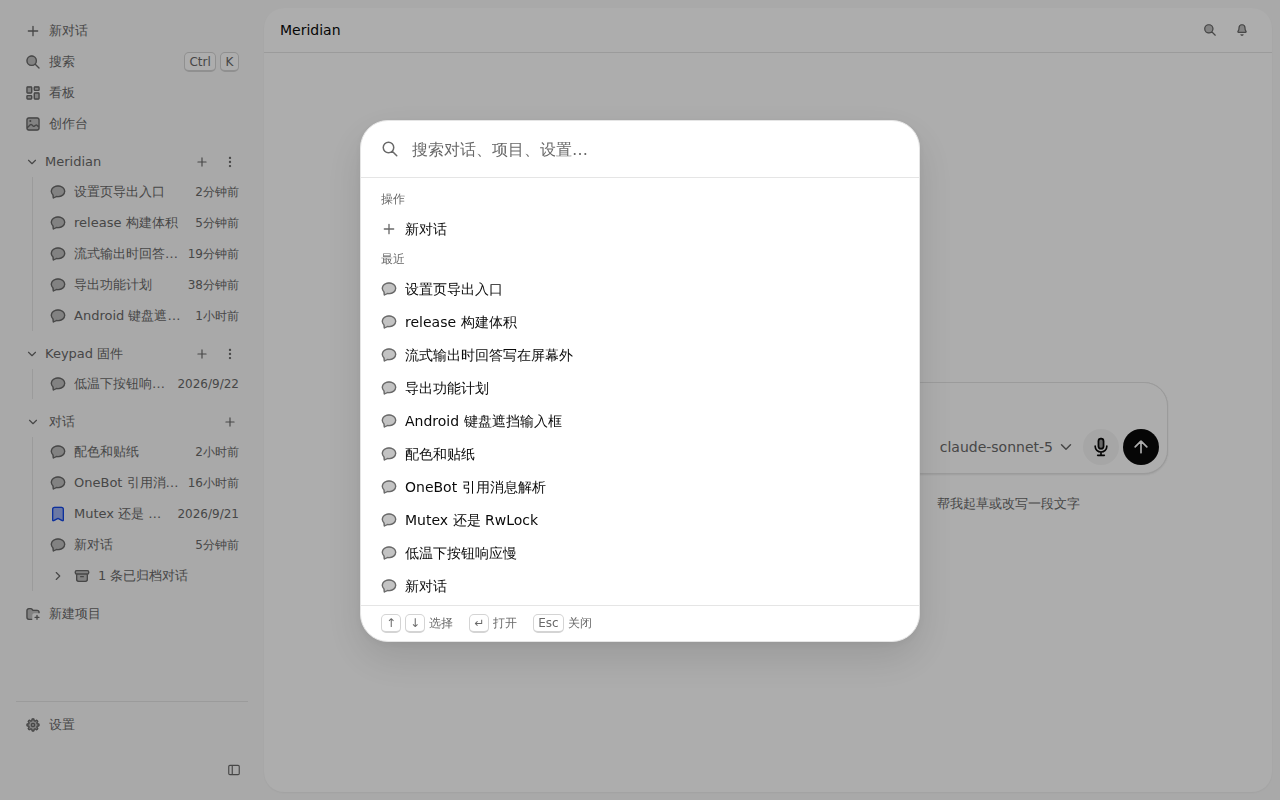 新对话
搜索 Ctrl K
看板
创作台
Meridian
设置页导出入口 2分钟前
release 构建体积 5分钟前
流式输出时回答… 19分钟前
导出功能计划 38分钟前
Android 键盘遮… 1小时前
Keypad 固件
低温下按钮响… 2026/9/22
对话
配色和贴纸 2小时前
OneBot 引用消… 16小时前
Mutex 还是 … 2026/9/21
新对话 5分钟前
1 条已归档对话
新建项目
设置
Meridian
搜索对话、项目、设置…
操作
新对话
最近
设置页导出入口
release 构建体积
流式输出时回答写在屏幕外
导出功能计划
Android 键盘遮挡输入框
配色和贴纸
OneBot 引用消息解析
Mutex 还是 RwLock
低温下按钮响应慢
新对话
↑ ↓ 选择 ↵ 打开 Esc 关闭
claude-sonnet-5
帮我起草或改写一段文字